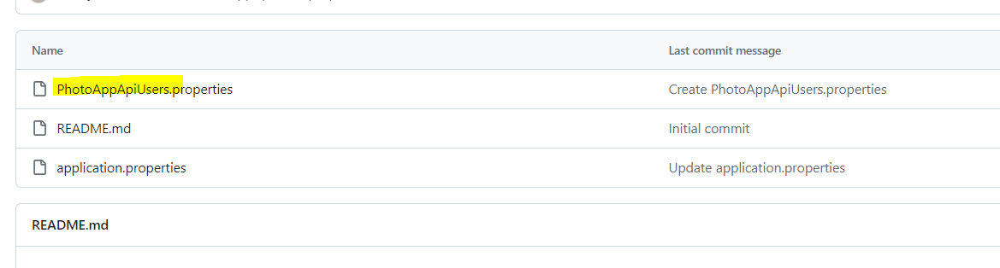 Name Last commit message
PhotoAppApiUsers.properties Create PhotoAppApiUsers.properties
README.md Initial commit
application.properties Update application.properties
README.md